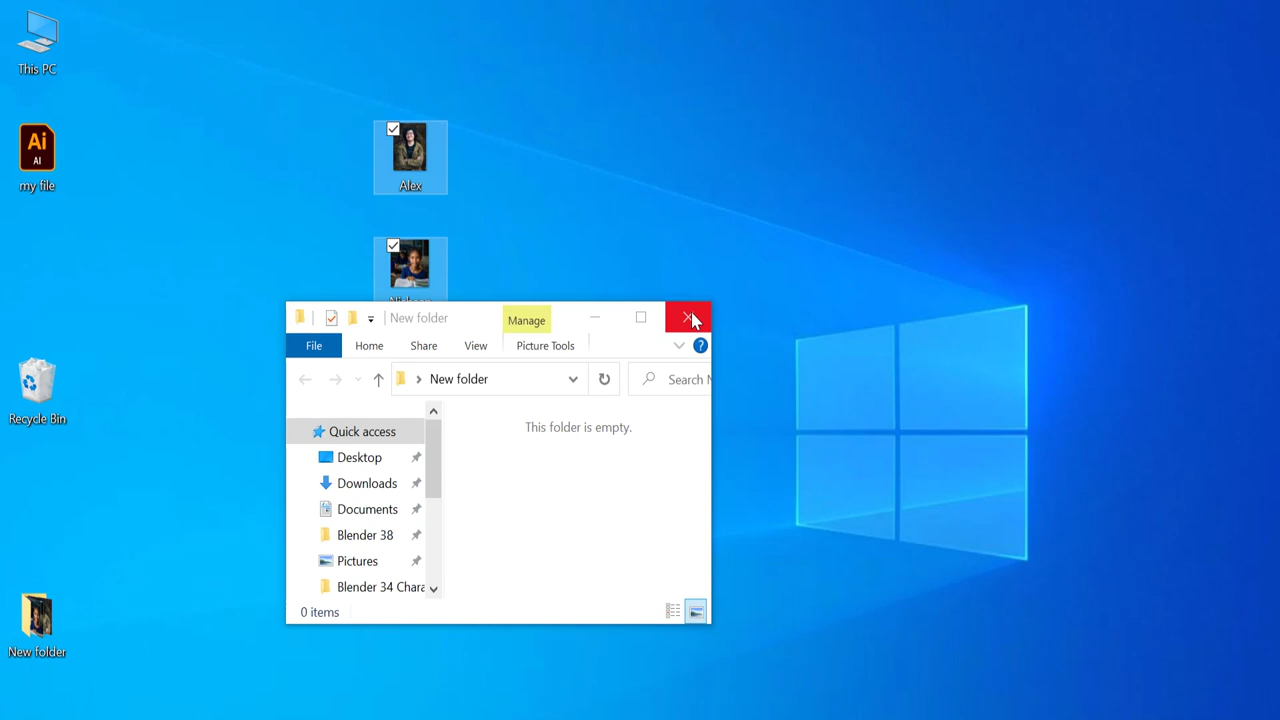 This PC
Ai
AI
my file
Alex
New folder
Manage
File
Home
Share
View
Picture Tools
New folder
Search N
This folder is empty.
Quick access
Desktop
Downloads
Documents
Blender 38
Pictures
Blender 34 Chara
0 items
Recycle Bin
New folder